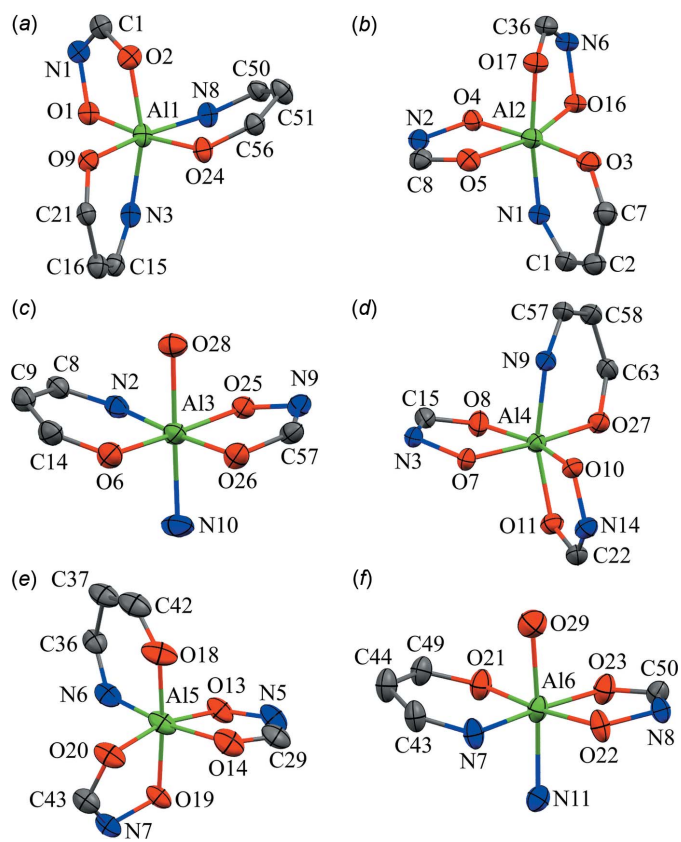 (a)
C1
N1
O2
O1
Al1
N8
C50
C51
C56
O24
O9
C21
N3
C16
C15
(b)
C36
N6
O17
O4
Al2
O16
N2
C8
O5
O3
N1
C7
C1
C2
(c)
O28
C9
C8
N2
Al3
O25
N9
C14
O6
O26
C57
N10
(d)
C57
C58
N9
C63
C15
O8
Al4
O27
N3
O7
O10
O11
N14
C22
(e)
C37
C42
C36
O18
N6
Al5
O13
N5
O20
O14
C29
C43
O19
N7
(f)
O29
C44
C49
O21
Al6
O23
C50
C43
N7
O22
N8
N11